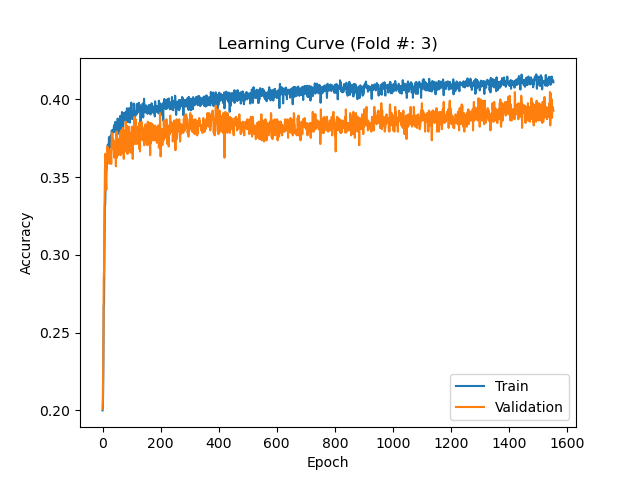 Learning Curve (Fold #: 3)
0.40
0.35
0.30
0.25
0.20
Accuracy
Train
Validation
0 200 400 600 800 1000 1200 1400 1600
Epoch